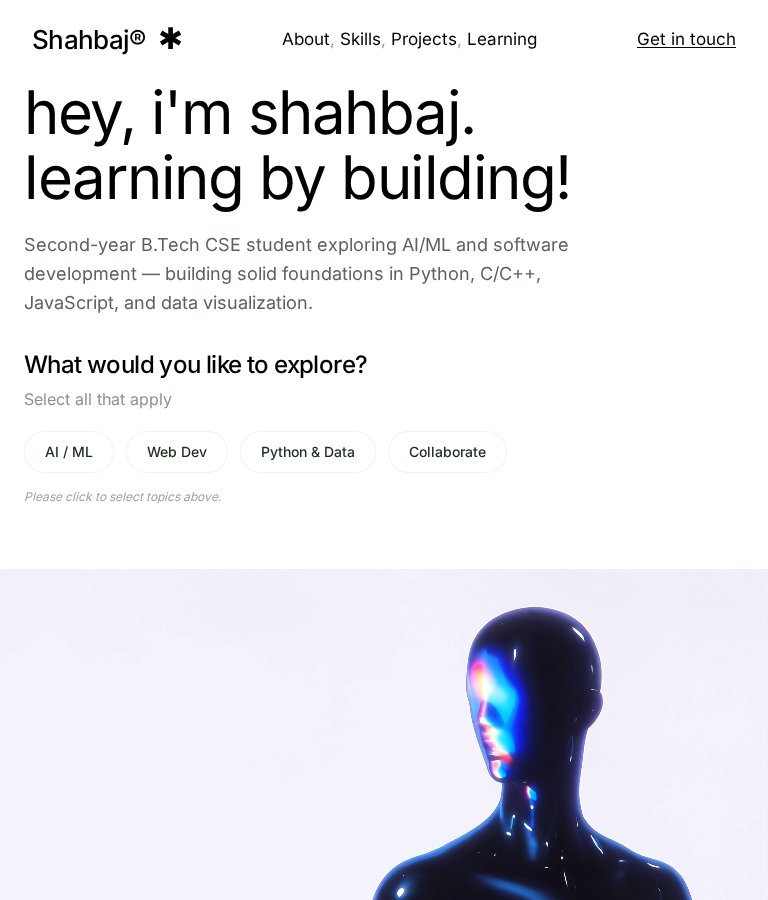 Shahbaj® ✱
About, Skills, Projects, Learning
Get in touch
hey, i'm shahbaj.
learning by building!
Second-year B.Tech CSE student exploring AI/ML and software
development — building solid foundations in Python, C/C++,
JavaScript, and data visualization.
What would you like to explore?
Select all that apply
AI / ML
Web Dev
Python & Data
Collaborate
Please click to select topics above.